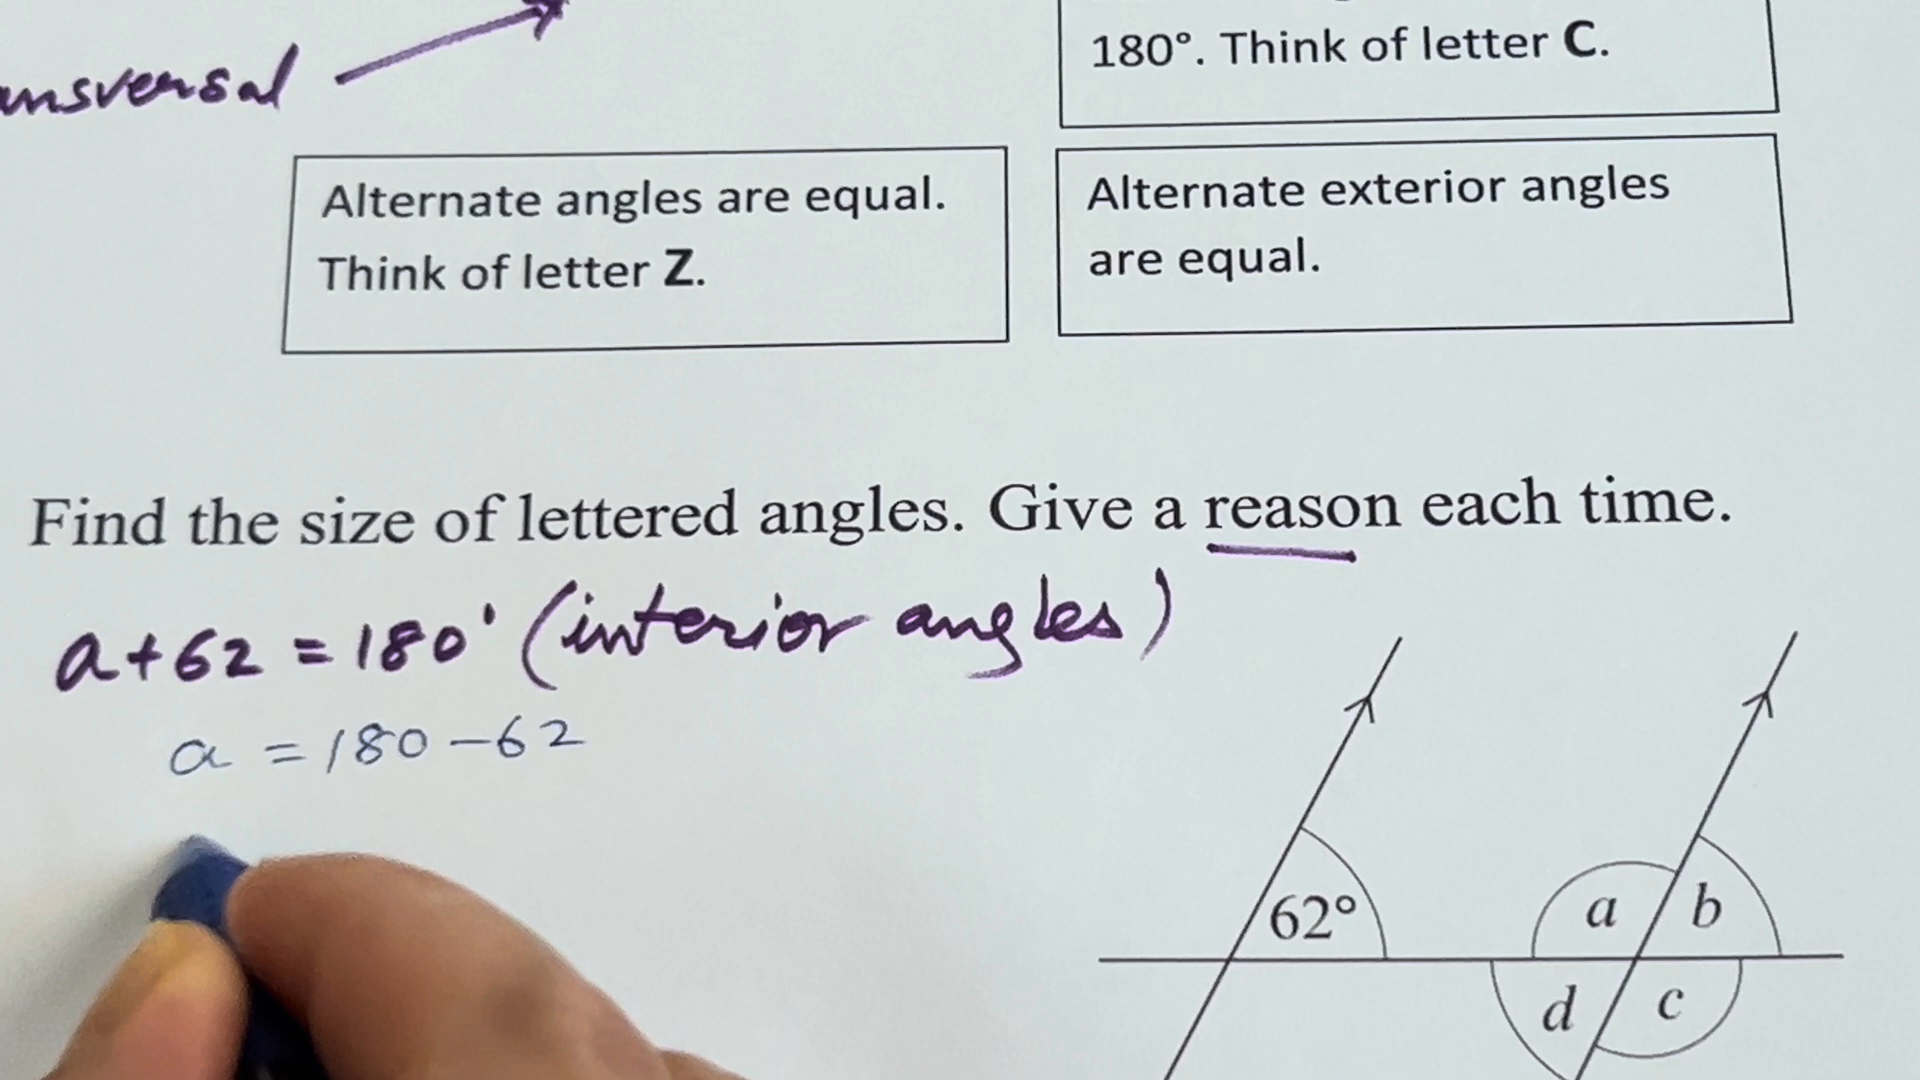 180°. Think of letter C.
Alternate angles are equal.
Think of letter Z.
Alternate exterior angles
are equal.
Find the size of lettered angles. Give a reason each time.
a+62 = 180° (interior angles)
a = 180 - 62
62°
a
b
d
c